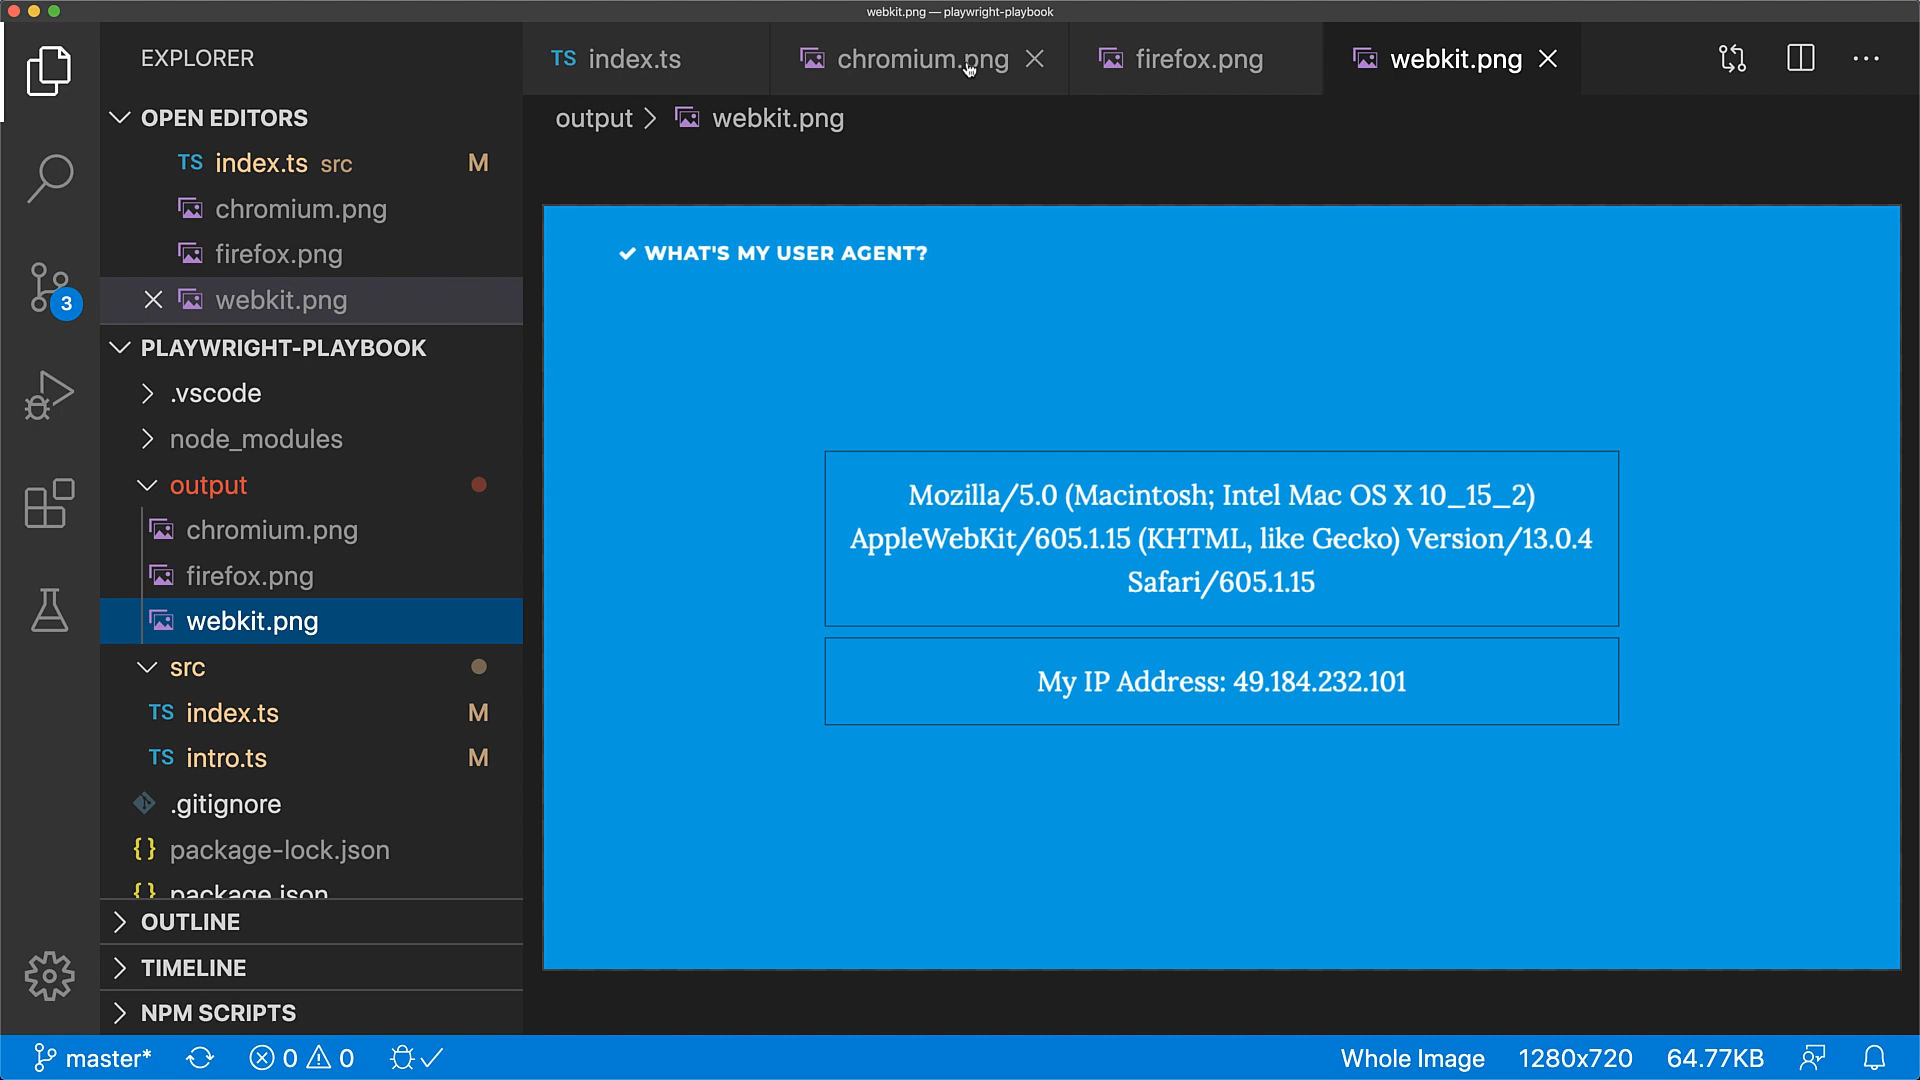 webkit.png — playwright-playbook
EXPLORER
TS index.ts
chromium.png
firefox.png
webkit.png
OPEN EDITORS
output > webkit.png
TS index.ts src M
chromium.png
firefox.png
webkit.png
3
PLAYWRIGHT-PLAYBOOK
.vscode
node_modules
output
chromium.png
firefox.png
webkit.png
src
TS index.ts M
TS intro.ts M
.gitignore
{} package-lock.json
{} package.json
OUTLINE
TIMELINE
NPM SCRIPTS
WHAT'S MY USER AGENT?
Mozilla/5.0 (Macintosh; Intel Mac OS X 10_15_2)
AppleWebKit/605.1.15 (KHTML, like Gecko) Version/13.0.4
Safari/605.1.15
My IP Address: 49.184.232.101
master* 0 0 Whole Image 1280x720 64.77KB